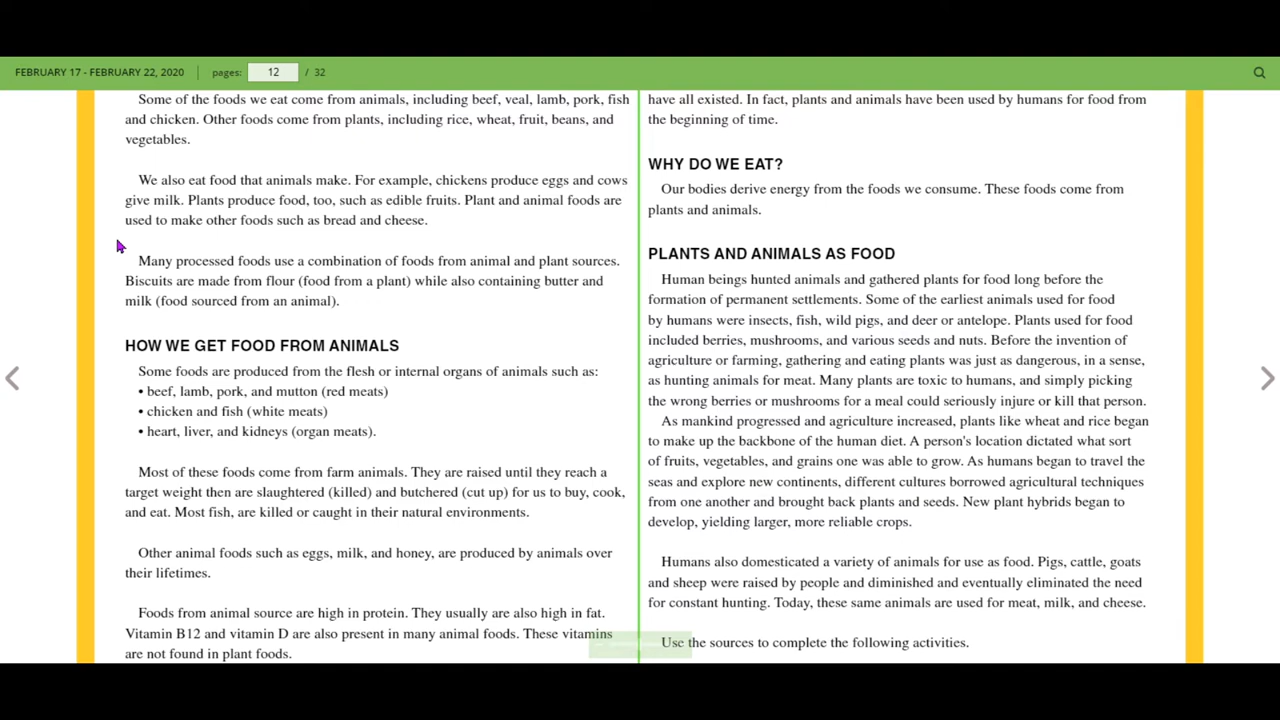 FEBRUARY 17 - FEBRUARY 22, 2020
pages:
12
/ 32
Some of the foods we eat come from animals, including beef, veal, lamb, pork, fish
and chicken. Other foods come from plants, including rice, wheat, fruit, beans, and
vegetables.
We also eat food that animals make. For example, chickens produce eggs and cows
give milk. Plants produce food, too, such as edible fruits. Plant and animal foods are
used to make other foods such as bread and cheese.
Many processed foods use a combination of foods from animal and plant sources.
Biscuits are made from flour (food from a plant) while also containing butter and
milk (food sourced from an animal).
HOW WE GET FOOD FROM ANIMALS
Some foods are produced from the flesh or internal organs of animals such as:
• beef, lamb, pork, and mutton (red meats)
• chicken and fish (white meats)
• heart, liver, and kidneys (organ meats).
Most of these foods come from farm animals. They are raised until they reach a
target weight then are slaughtered (killed) and butchered (cut up) for us to buy, cook,
and eat. Most fish, are killed or caught in their natural environments.
Other animal foods such as eggs, milk, and honey, are produced by animals over
their lifetimes.
Foods from animal source are high in protein. They usually are also high in fat.
Vitamin B12 and vitamin D are also present in many animal foods. These vitamins
are not found in plant foods.
have all existed. In fact, plants and animals have been used by humans for food from
the beginning of time.
WHY DO WE EAT?
Our bodies derive energy from the foods we consume. These foods come from
plants and animals.
PLANTS AND ANIMALS AS FOOD
Human beings hunted animals and gathered plants for food long before the
formation of permanent settlements. Some of the earliest animals used for food
by humans were insects, fish, wild pigs, and deer or antelope. Plants used for food
included berries, mushrooms, and various seeds and nuts. Before the invention of
agriculture or farming, gathering and eating plants was just as dangerous, in a sense,
as hunting animals for meat. Many plants are toxic to humans, and simply picking
the wrong berries or mushrooms for a meal could seriously injure or kill that person.
As mankind progressed and agriculture increased, plants like wheat and rice began
to make up the backbone of the human diet. A person's location dictated what sort
of fruits, vegetables, and grains one was able to grow. As humans began to travel the
seas and explore new continents, different cultures borrowed agricultural techniques
from one another and brought back plants and seeds. New plant hybrids began to
develop, yielding larger, more reliable crops.
Humans also domesticated a variety of animals for use as food. Pigs, cattle, goats
and sheep were raised by people and diminished and eventually eliminated the need
for constant hunting. Today, these same animals are used for meat, milk, and cheese.
Use the sources to complete the following activities.